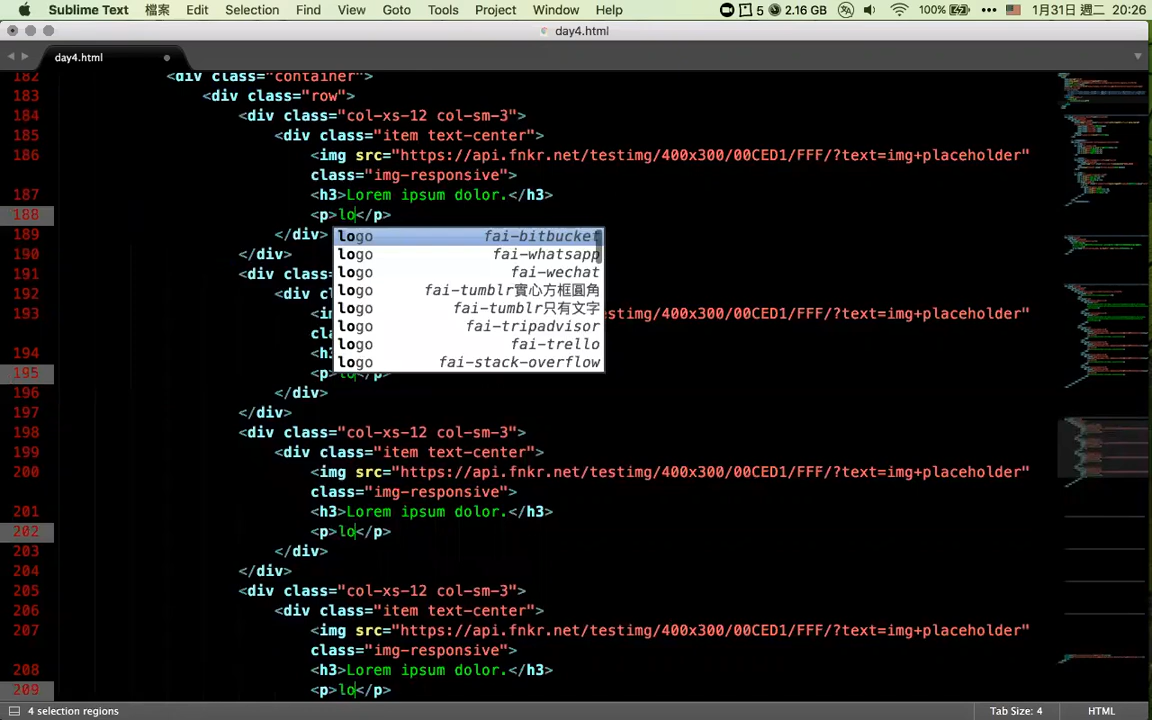 Sublime Text 檔案 Edit Selection Find View Goto Tools Project Window Help 5 2.16 GB 100% 1月31日 週二 20:26
day4.html
day4.html
182 <div class="container">
183 <div class="row">
184 <div class="col-xs-12 col-sm-3">
185 <div class="item text-center">
186 <img src="https://api.fnkr.net/testimg/400x300/00CED1/FFF/?text=img+placeholder"
class="img-responsive">
187 <h3>Lorem ipsum dolor.</h3>
188 <p>lo</p>
189 </div>
logo fai-bitbucket
190 </div>
logo fai-whatsapp
191 <div
logo fai-wechat
192 <div
logo fai-tumblr實心方框圓角
193 <im
logo fai-tumblr只有文字
stimg/400x300/00CED1/FFF/?text=img+placeholder"
cla
logo fai-tripadvisor
194 <h3
logo fai-trello
logo fai-stack-overflow
195 <p>lo</p>
196 </div>
197 </div>
198 <div class="col-xs-12 col-sm-3">
199 <div class="item text-center">
200 <img src="https://api.fnkr.net/testimg/400x300/00CED1/FFF/?text=img+placeholder"
class="img-responsive">
201 <h3>Lorem ipsum dolor.</h3>
202 <p>lo</p>
203 </div>
204 </div>
205 <div class="col-xs-12 col-sm-3">
206 <div class="item text-center">
207 <img src="https://api.fnkr.net/testimg/400x300/00CED1/FFF/?text=img+placeholder"
class="img-responsive">
208 <h3>Lorem ipsum dolor.</h3>
209 <p>lo</p>
4 selection regions Tab Size: 4 HTML